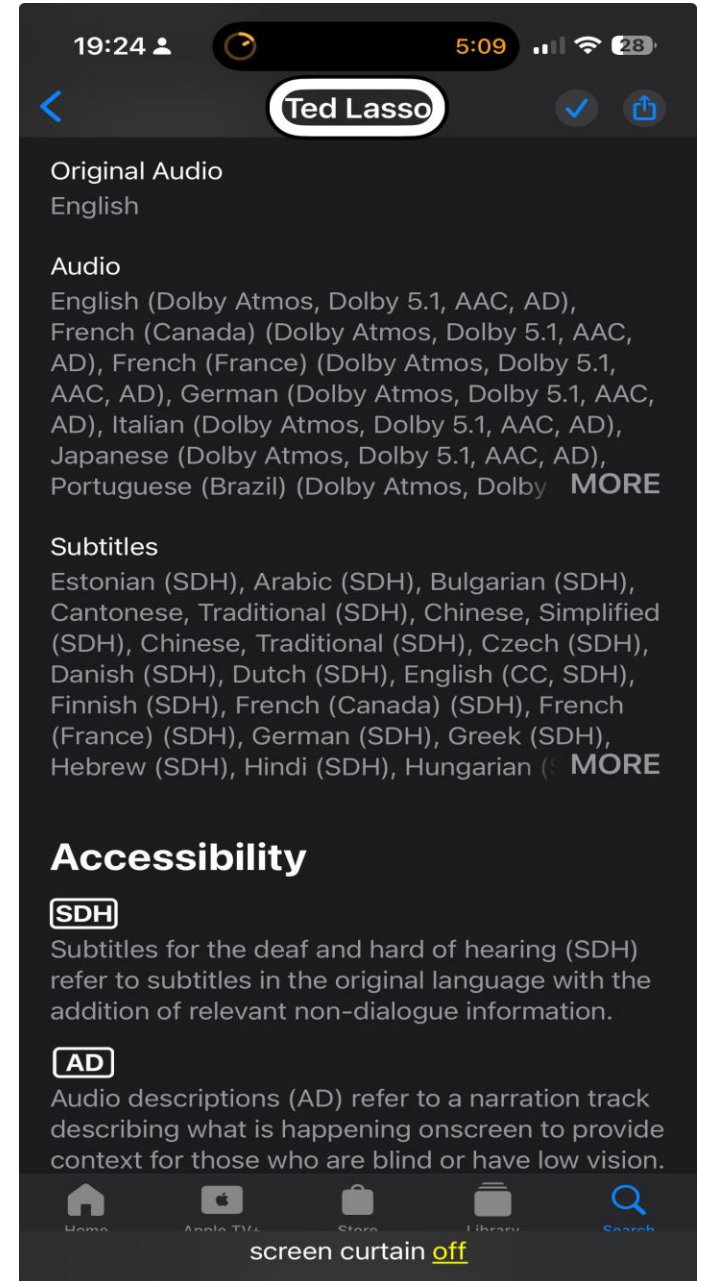 19:24
5:09
28
Ted Lasso
Original Audio
English
Audio
English (Dolby Atmos, Dolby 5.1, AAC, AD),
French (Canada) (Dolby Atmos, Dolby 5.1, AAC,
AD), French (France) (Dolby Atmos, Dolby 5.1,
AAC, AD), German (Dolby Atmos, Dolby 5.1, AAC,
AD), Italian (Dolby Atmos, Dolby 5.1, AAC, AD),
Japanese (Dolby Atmos, Dolby 5.1, AAC, AD),
Portuguese (Brazil) (Dolby Atmos, Dolby MORE
Subtitles
Estonian (SDH), Arabic (SDH), Bulgarian (SDH),
Cantonese, Traditional (SDH), Chinese, Simplified
(SDH), Chinese, Traditional (SDH), Czech (SDH),
Danish (SDH), Dutch (SDH), English (CC, SDH),
Finnish (SDH), French (Canada) (SDH), French
(France) (SDH), German (SDH), Greek (SDH),
Hebrew (SDH), Hindi (SDH), Hungarian (S MORE
Accessibility
SDH
Subtitles for the deaf and hard of hearing (SDH)
refer to subtitles in the original language with the
addition of relevant non-dialogue information.
AD
Audio descriptions (AD) refer to a narration track
describing what is happening onscreen to provide
context for those who are blind or have low vision.
Home Apple TV+ Store Library Search
screen curtain off